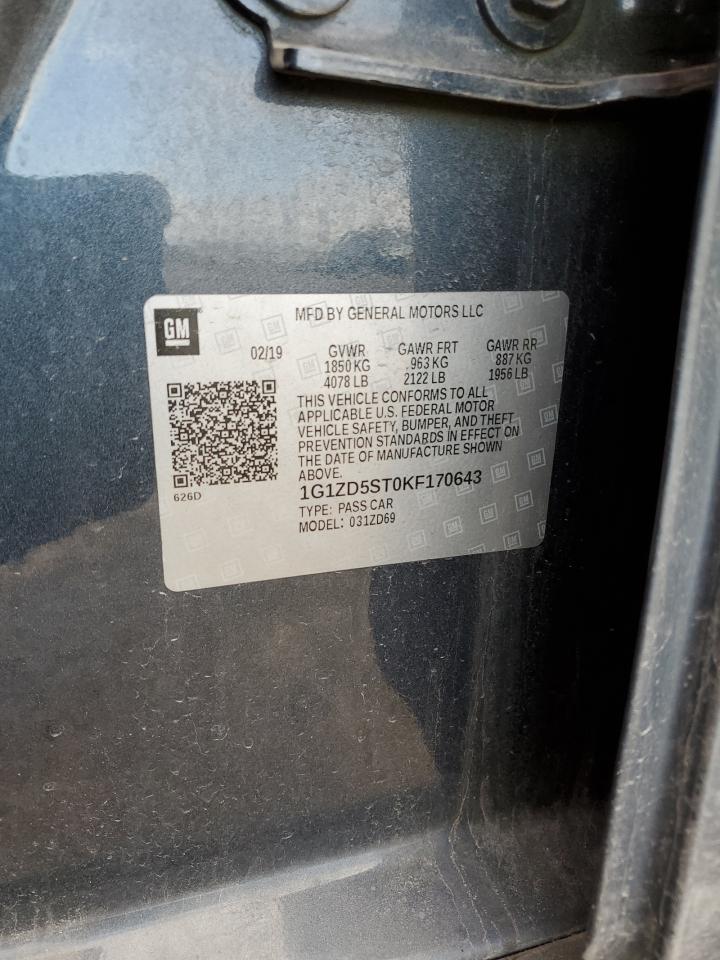 GM
MFD BY GENERAL MOTORS LLC
02/19 GVWR GAWR FRT GAWR RR
1850 KG 963 KG 887 KG
4078 LB 2122 LB 1956 LB
THIS VEHICLE CONFORMS TO ALL
APPLICABLE U.S. FEDERAL MOTOR
VEHICLE SAFETY, BUMPER, AND THEFT
PREVENTION STANDARDS IN EFFECT ON
THE DATE OF MANUFACTURE SHOWN
ABOVE.
626D
1G1ZD5ST0KF170643
TYPE: PASS CAR
MODEL: 031ZD69